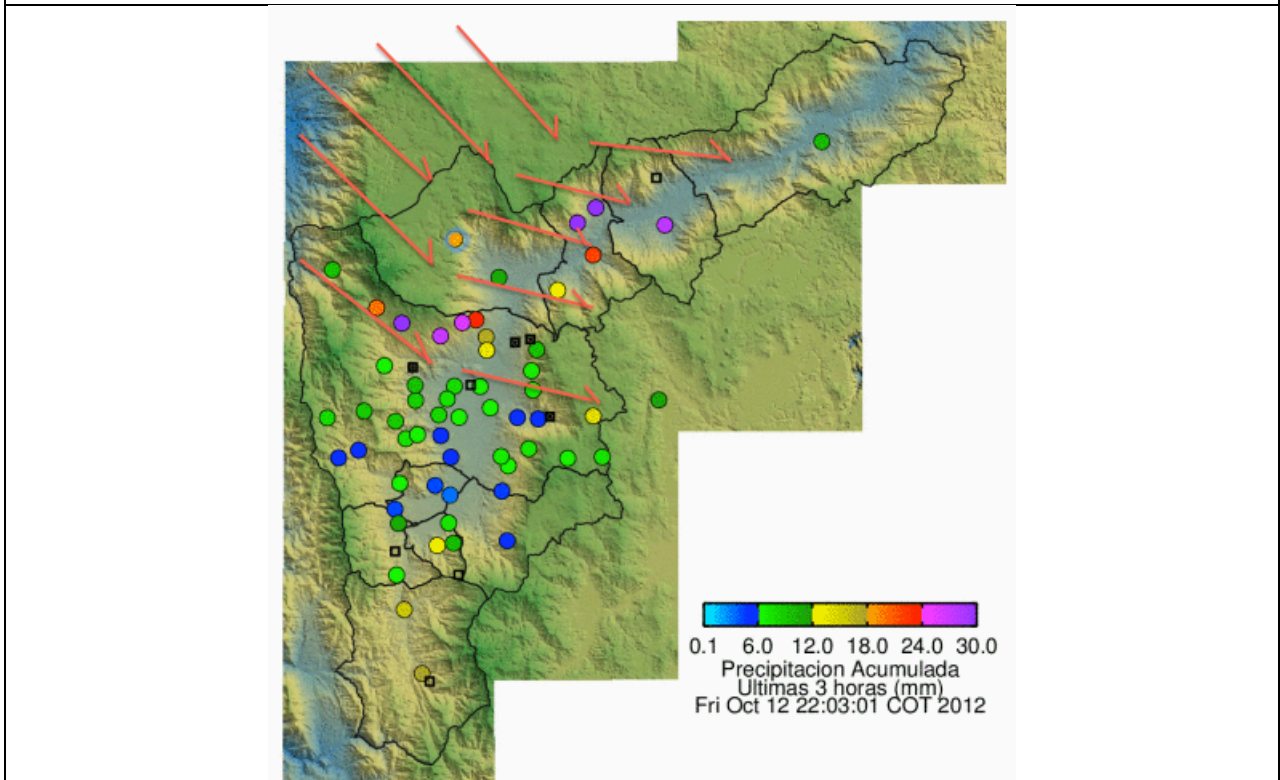 0.1 6.0 12.0 18.0 24.0 30.0
Precipitacion Acumulada
Ultimas 3 horas (mm)
Fri Oct 12 22:03:01 COT 2012